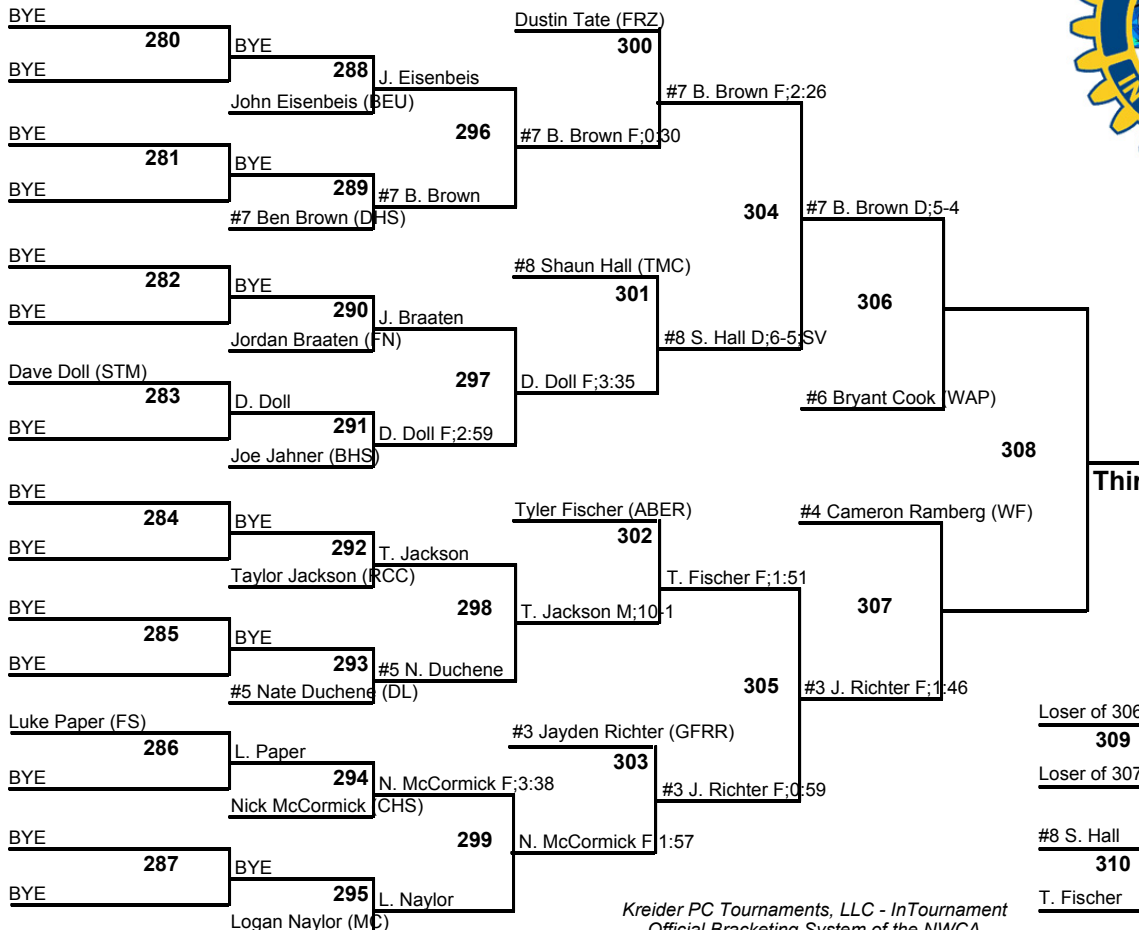 BYE
280
BYE
BYE
288
John Eisenbeis (BEU)
J. Eisenbeis
BYE
281
BYE
BYE
289
#7 Ben Brown (DHS)
#7 B. Brown
296
#7 B. Brown F;0:30
Dustin Tate (FRZ)
300
#7 B. Brown F;2:26
BYE
282
BYE
BYE
290
Jordan Braaten (FN)
J. Braaten
Dave Doll (STM)
283
BYE
D. Doll
291
Joe Jahner (BHS)
D. Doll F;2:59
297
D. Doll F;3:35
#8 Shaun Hall (TMC)
301
#8 S. Hall D;6-5;SV
304
#7 B. Brown D;5-4
306
#6 Bryant Cook (WAP)
BYE
284
BYE
BYE
292
Taylor Jackson (RCC)
T. Jackson
BYE
285
BYE
BYE
293
#5 Nate Duchene (DL)
#5 N. Duchene
298
T. Jackson M;10-1
Tyler Fischer (ABER)
302
T. Fischer F;1:51
Luke Paper (FS)
286
BYE
L. Paper
294
Nick McCormick (CHS)
N. McCormick F;3:38
BYE
287
BYE
BYE
295
Logan Naylor (MC)
L. Naylor
299
N. McCormick F;1:57
#3 Jayden Richter (GFRR)
303
#3 J. Richter F;0:59
305
#3 J. Richter F;1:46
#4 Cameron Ramberg (WF)
307
308
Thir
Loser of 306
309
Loser of 307
#8 S. Hall
310
T. Fischer
Kreider PC Tournaments, LLC - InTournament
Official Bracketing System of the NWCA